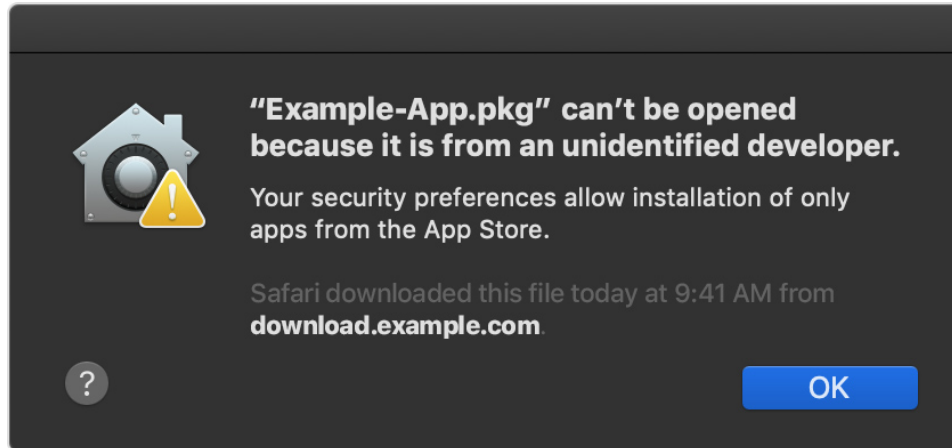 “Example-App.pkg” can’t be opened
because it is from an unidentified developer.
Your security preferences allow installation of only
apps from the App Store.
Safari downloaded this file today at 9:41 AM from
download.example.com.
?
OK